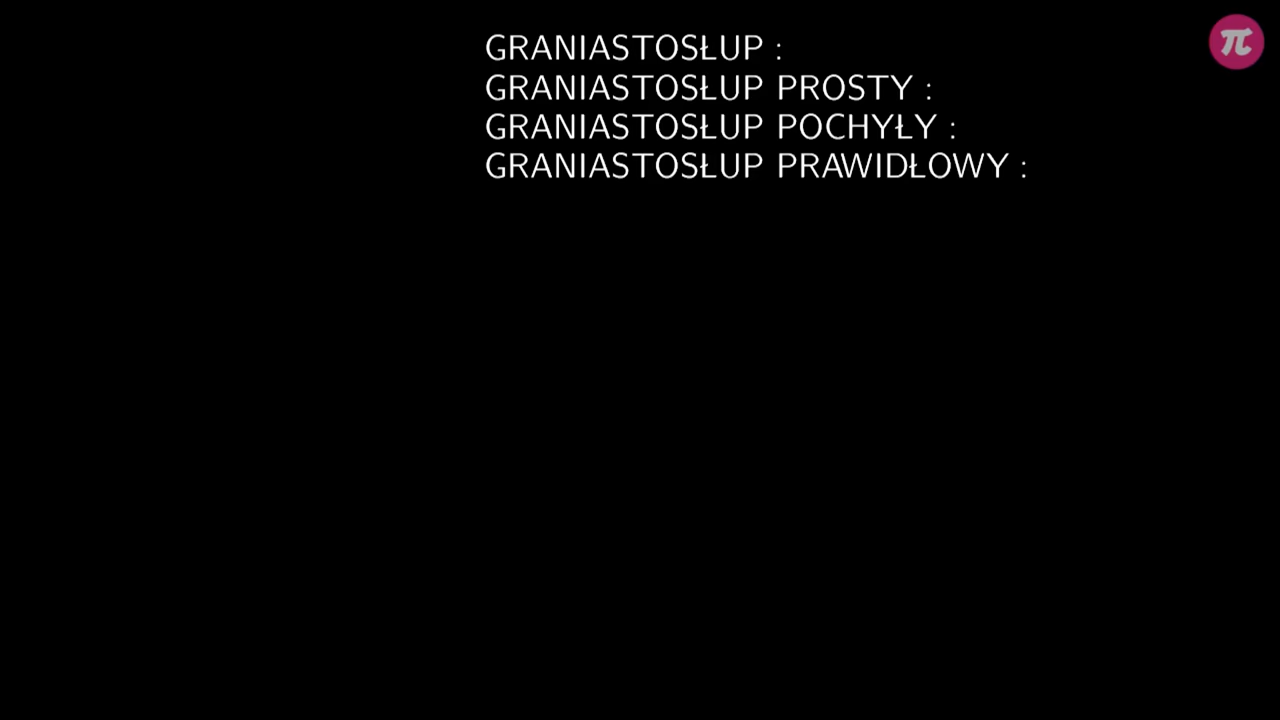 GRANIASTOSŁUP :
GRANIASTOSŁUP PROSTY :
GRANIASTOSŁUP POCHYŁY :
GRANIASTOSŁUP PRAWIDŁOWY :
π